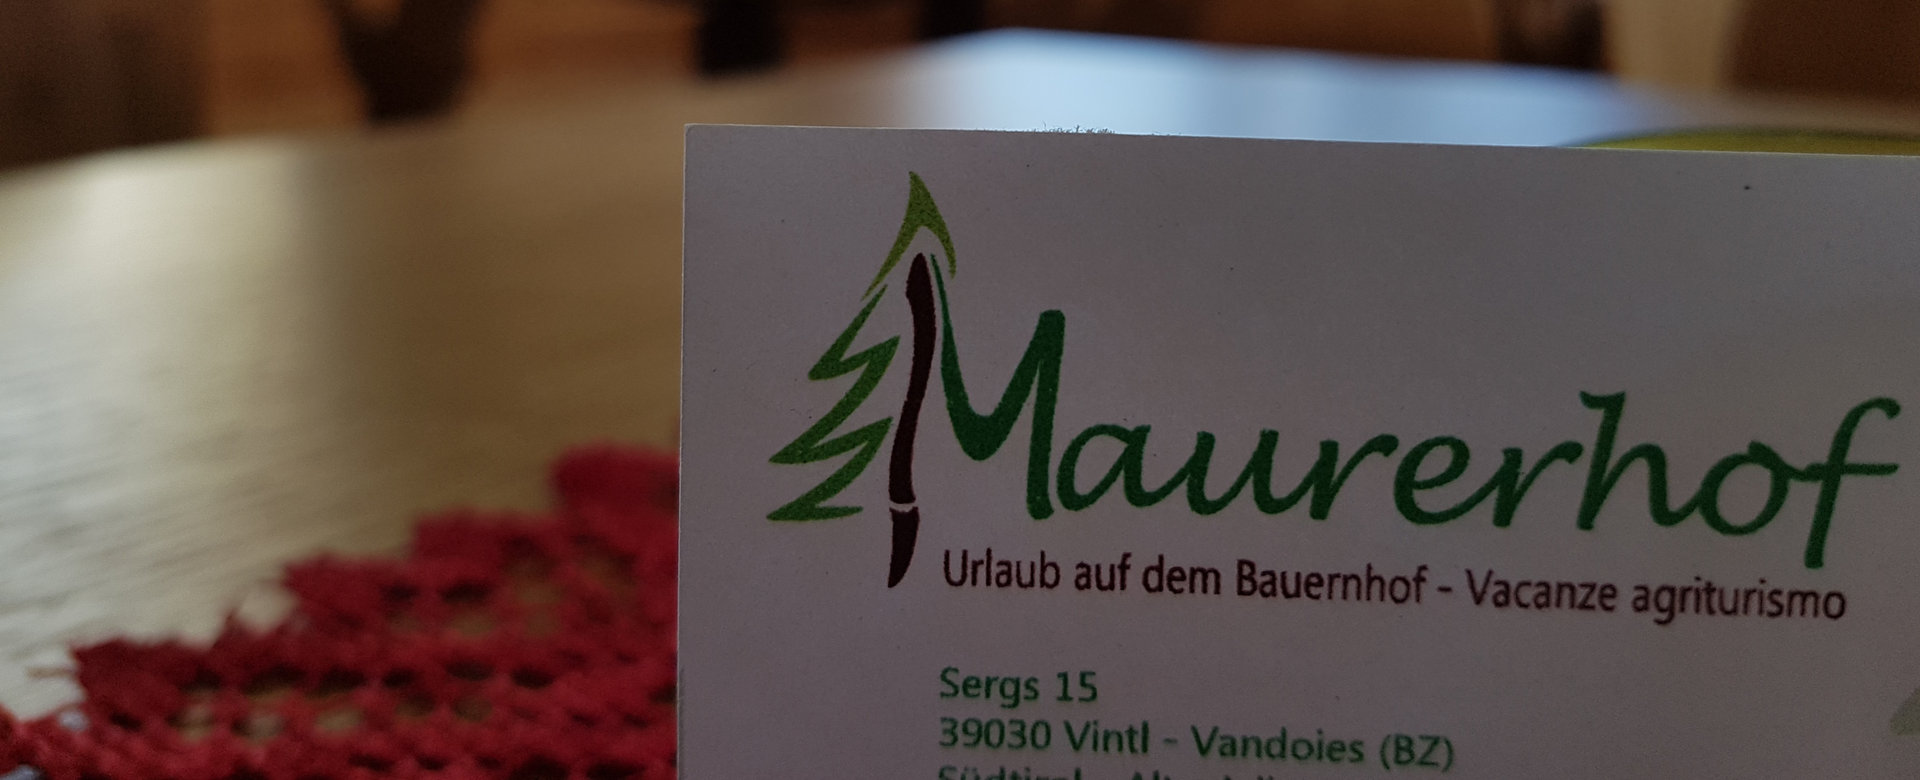 Maurerhof
Urlaub auf dem Bauernhof - Vacanze agriturismo
Sergs 15
39030 Vintl - Vandoies (BZ)